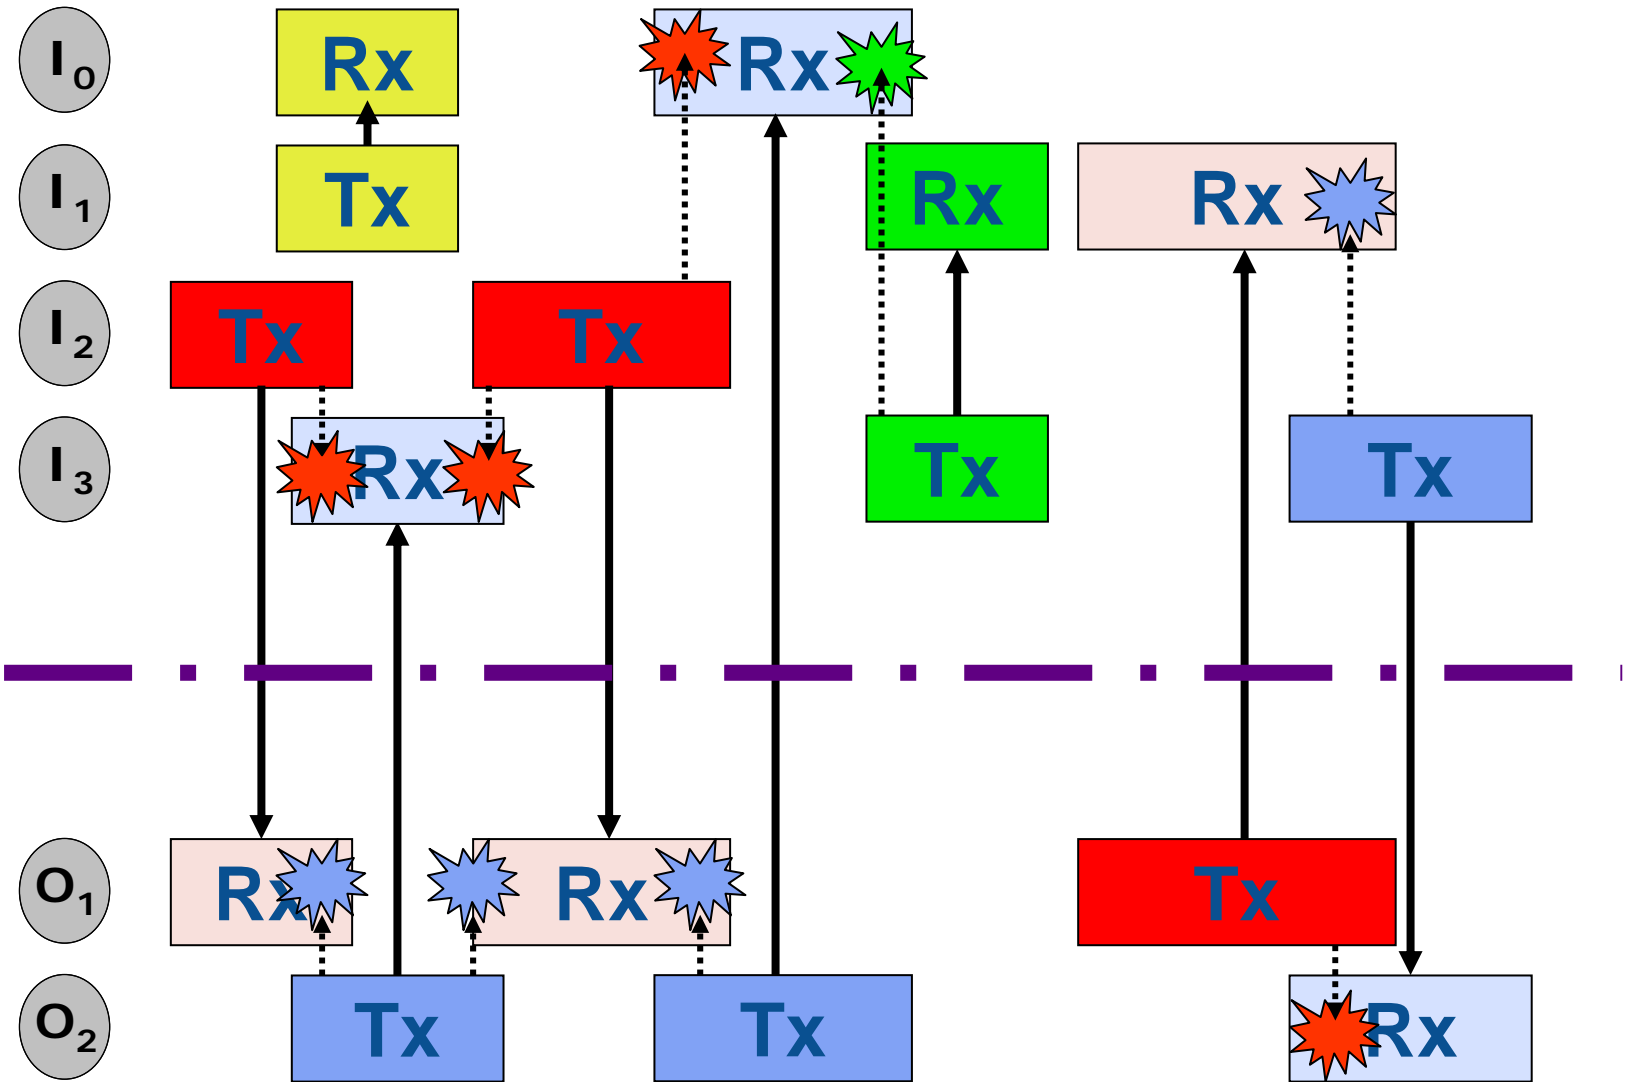 I0 Rx Rx
I1 Tx Rx Rx
I2 Tx Tx
I3 Rx Tx Tx
O1 Rx Rx Tx
O2 Tx Tx Rx